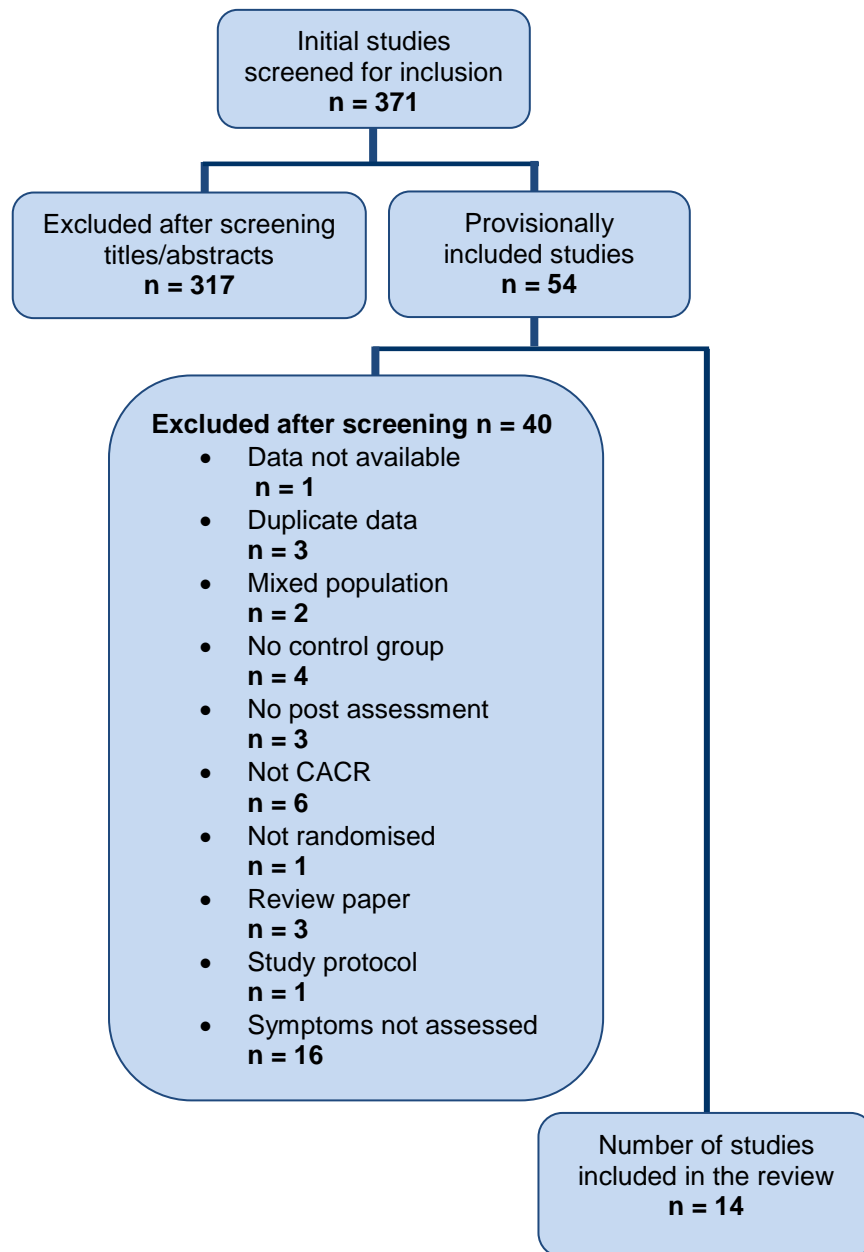 Initial studies
screened for inclusion
n = 371
Excluded after screening
titles/abstracts
n = 317
Provisionally
included studies
n = 54
Excluded after screening n = 40
• Data not available
n = 1
• Duplicate data
n = 3
• Mixed population
n = 2
• No control group
n = 4
• No post assessment
n = 3
• Not CACR
n = 6
• Not randomised
n = 1
• Review paper
n = 3
• Study protocol
n = 1
• Symptoms not assessed
n = 16
Number of studies
included in the review
n = 14